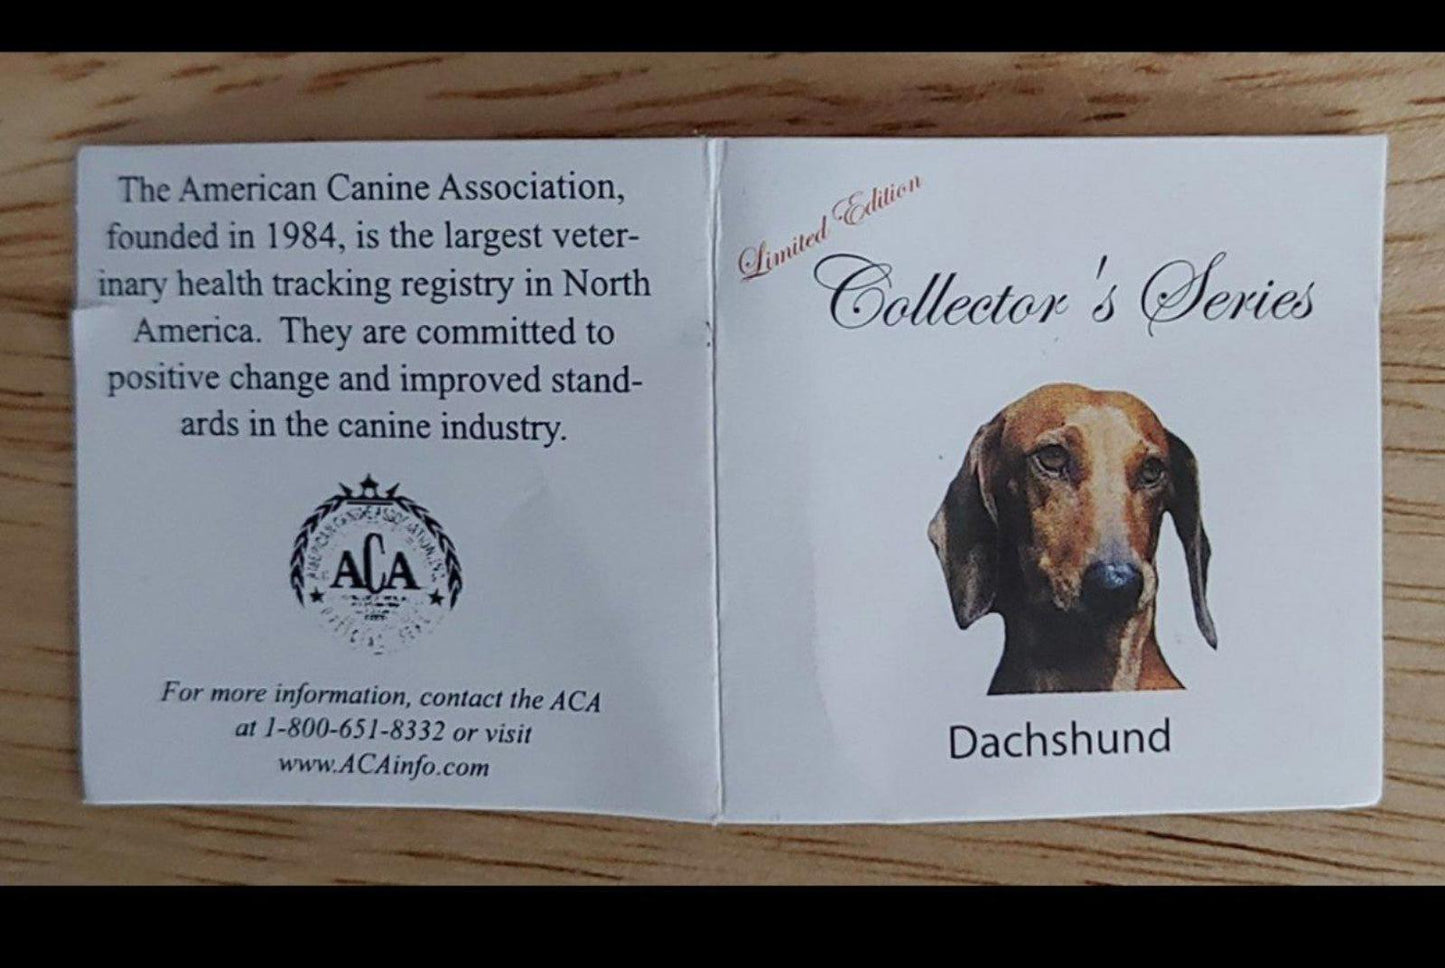 The American Canine Association,
founded in 1984, is the largest veter-
inary health tracking registry in North
America. They are committed to
positive change and improved stand-
ards in the canine industry.
ACA
For more information, contact the ACA
at 1-800-651-8332 or visit
www.ACAinfo.com
Limited Edition
Collector's Series
Dachshund